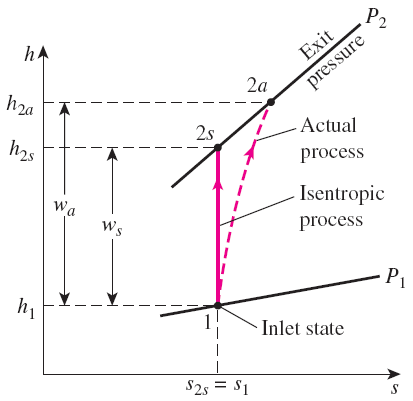 P₂
h
Exit
pressure
h₂ₐ
2a
Actual
process
2s
h₂ₛ
Isentropic
process
wₐ
wₛ
P₁
h₁
1
Inlet state
s₂ₛ = s₁
s